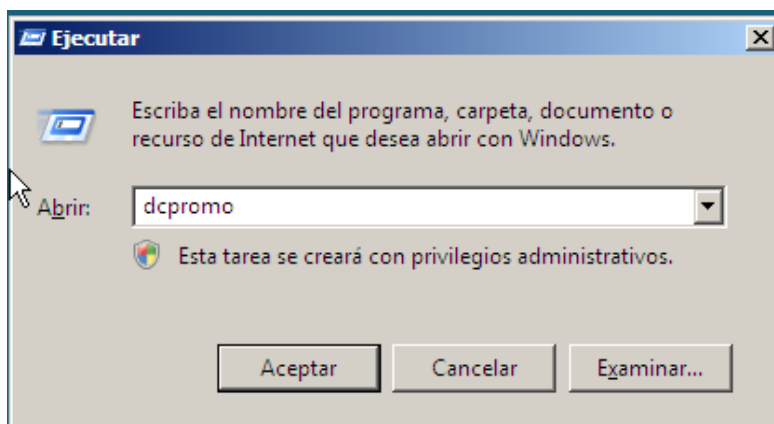 Ejecutar
Escriba el nombre del programa, carpeta, documento o
recurso de Internet que desea abrir con Windows.
Abrir: dcpromo
Esta tarea se creará con privilegios administrativos.
Aceptar Cancelar Examinar...